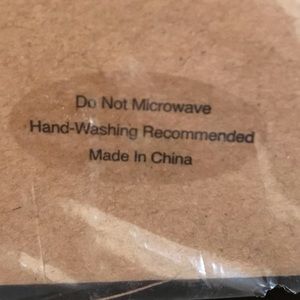 Do Not Microwave
Hand-Washing Recommended
Made In China